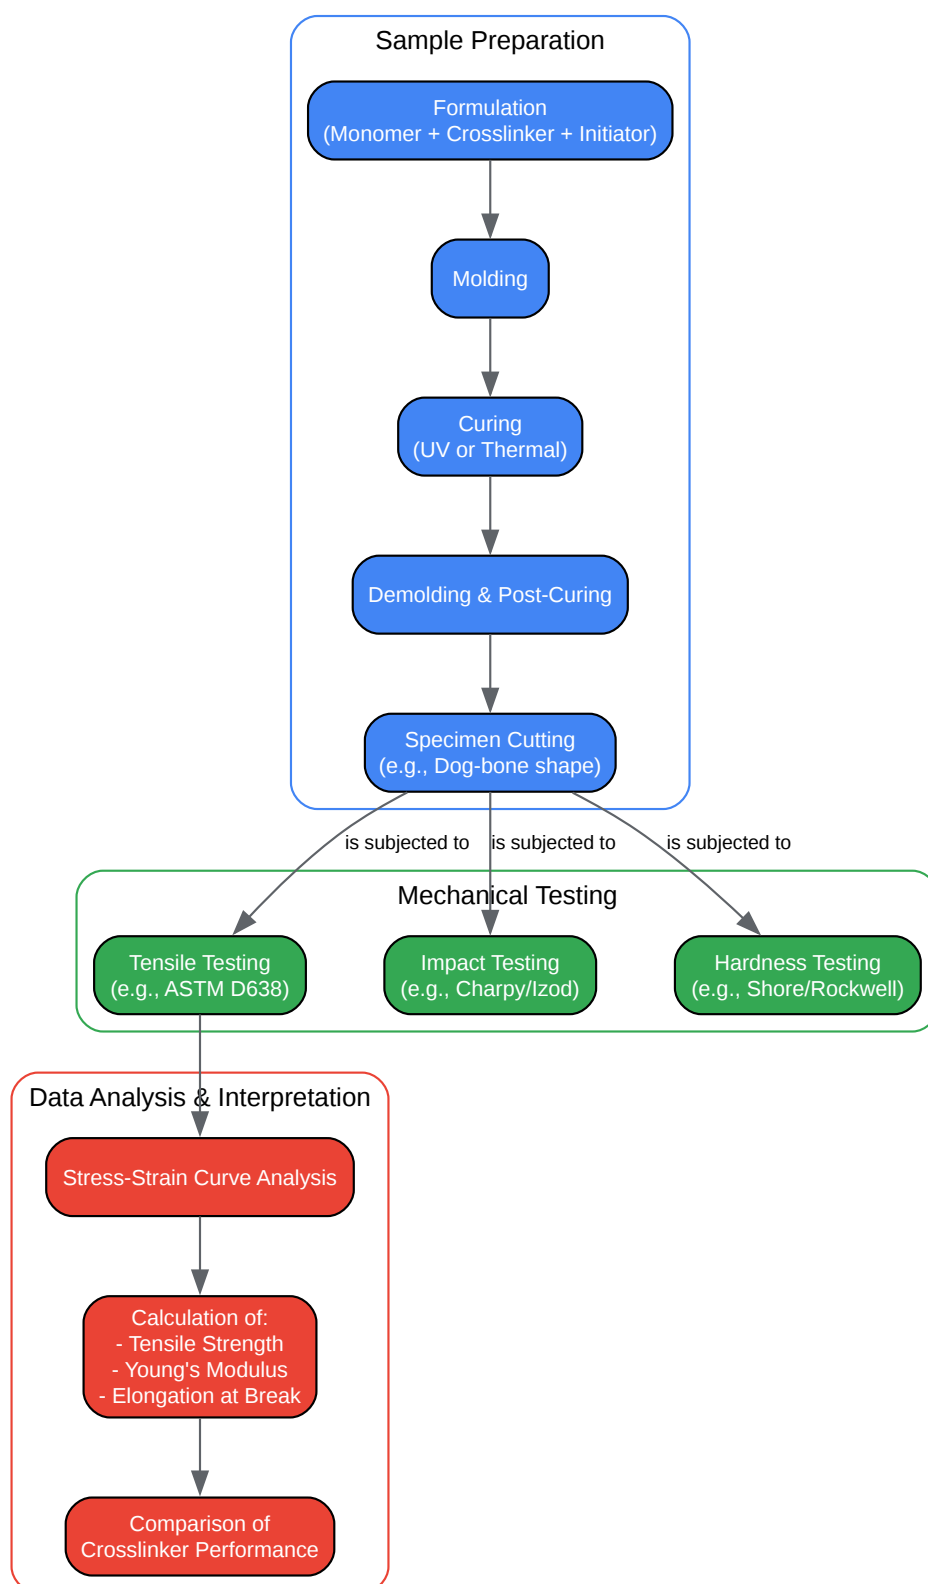 Sample Preparation
Formulation
(Monomer + Crosslinker + Initiator)
Molding
Curing
(UV or Thermal)
Demolding & Post-Curing
Specimen Cutting
(e.g., Dog-bone shape)
is subjected to
is subjected to
is subjected to
Mechanical Testing
Tensile Testing
(e.g., ASTM D638)
Impact Testing
(e.g., Charpy/Izod)
Hardness Testing
(e.g., Shore/Rockwell)
Data Analysis & Interpretation
Stress-Strain Curve Analysis
Calculation of:
- Tensile Strength
- Young's Modulus
- Elongation at Break
Comparison of
Crosslinker Performance